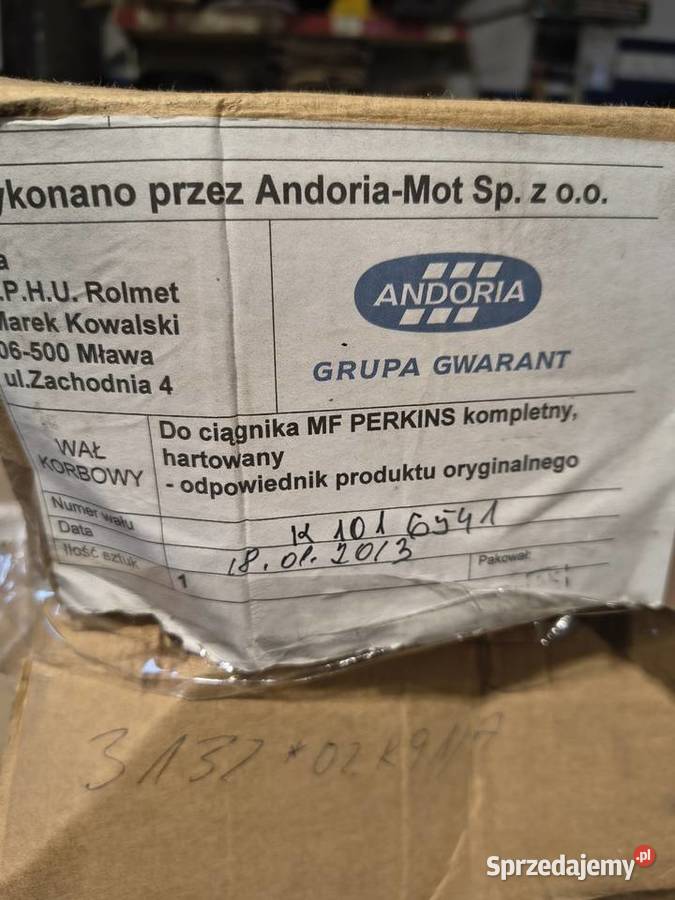 ykonano przez Andoria-Mot Sp. z o.o.
a
.P.H.U. Rolmet
Marek Kowalski
06-500 Mława
ul.Zachodnia 4
ANDORIA
GRUPA GWARANT
WAŁ
KORBOWY
Do ciągnika MF PERKINS kompletny,
hartowany
- odpowiednik produktu oryginalnego
Numer wału K 101 6541
Data 18.01.2013
Ilość sztuk 1
Pakował:
3132 * 02
Sprzedajemy.pl